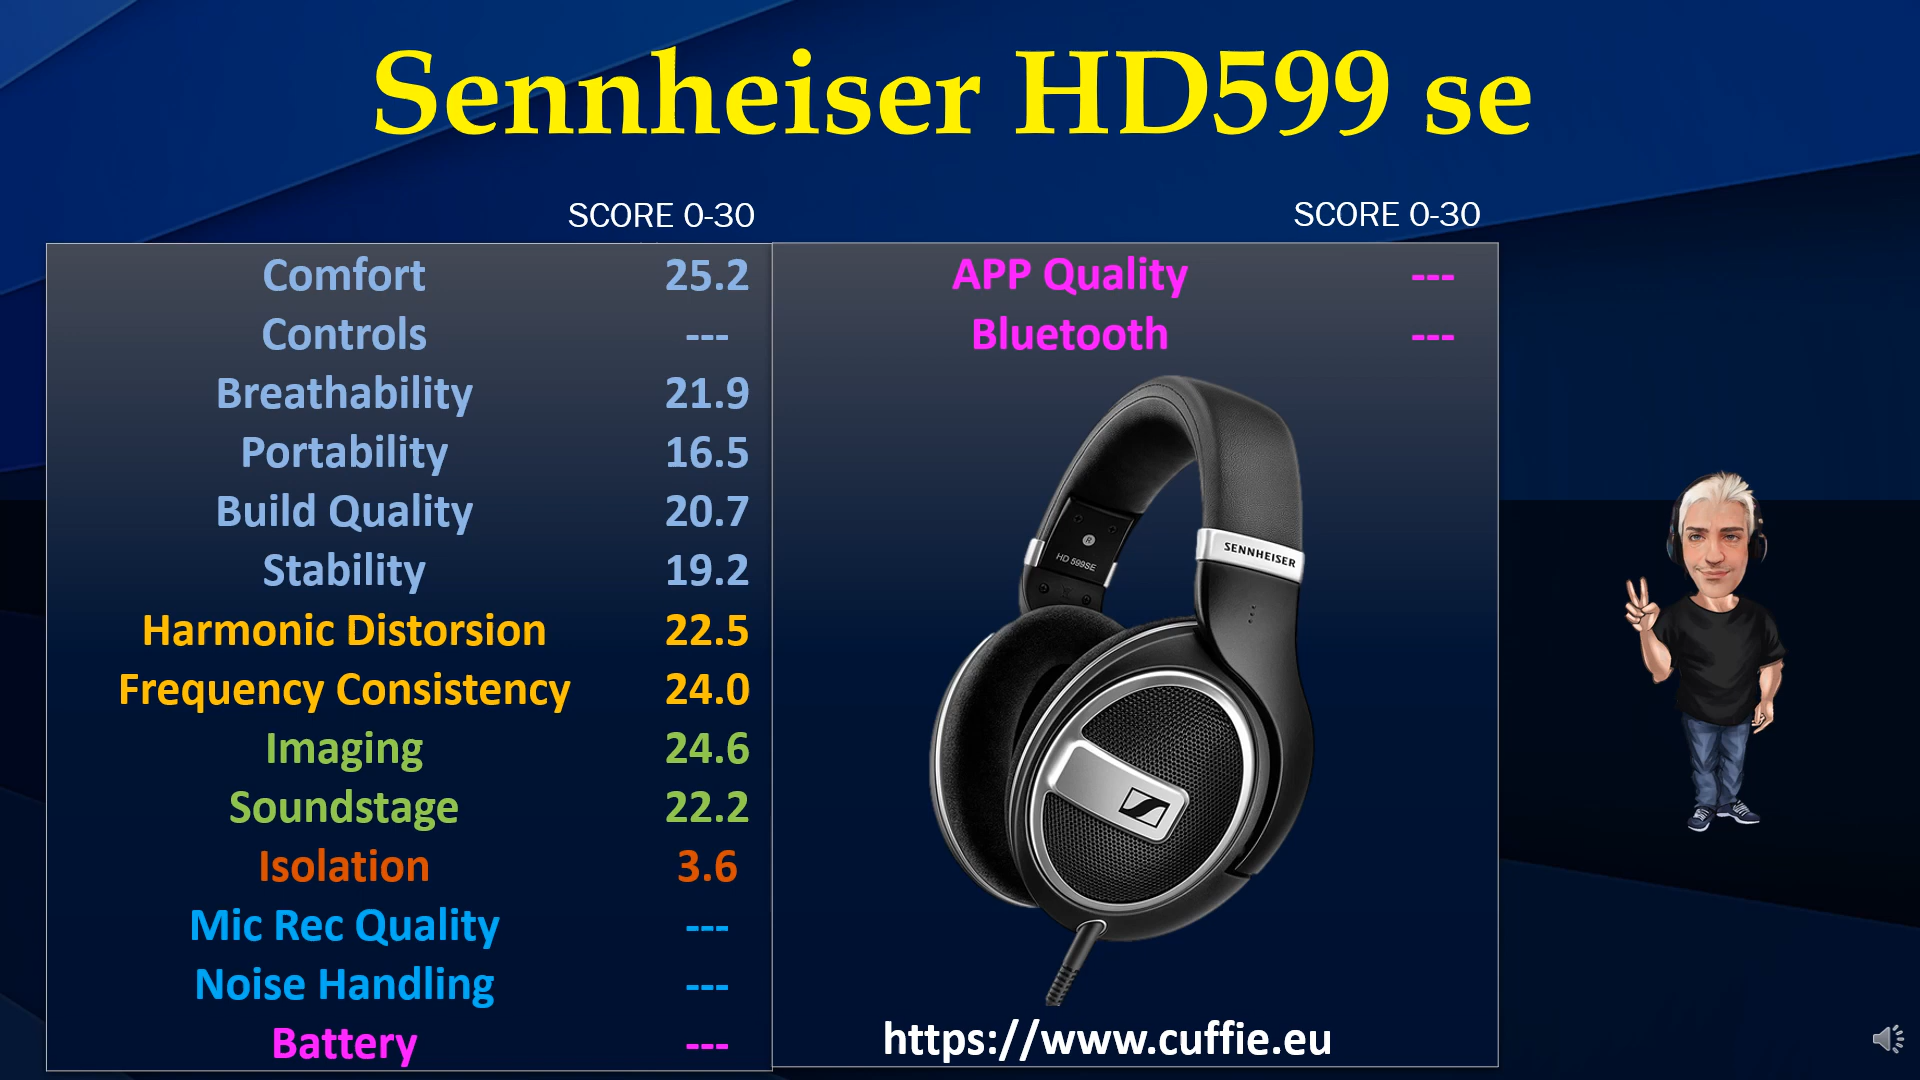 Sennheiser HD599 se
SCORE 0-30
SCORE 0-30
Comfort 25.2
Controls ---
Breathability 21.9
Portability 16.5
Build Quality 20.7
Stability 19.2
Harmonic Distorsion 22.5
Frequency Consistency 24.0
Imaging 24.6
Soundstage 22.2
Isolation 3.6
Mic Rec Quality ---
Noise Handling ---
Battery ---
APP Quality ---
Bluetooth ---
R
HD 599SE
SENNHEISER
https://www.cuffie.eu